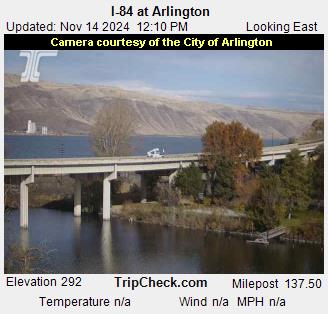 I-84 at Arlington
Updated: Nov 14 2024 12:10 PM Looking East
Camera courtesy of the City of Arlington
Elevation 292 TripCheck.com Milepost 137.50
Temperature n/a Wind n/a MPH n/a